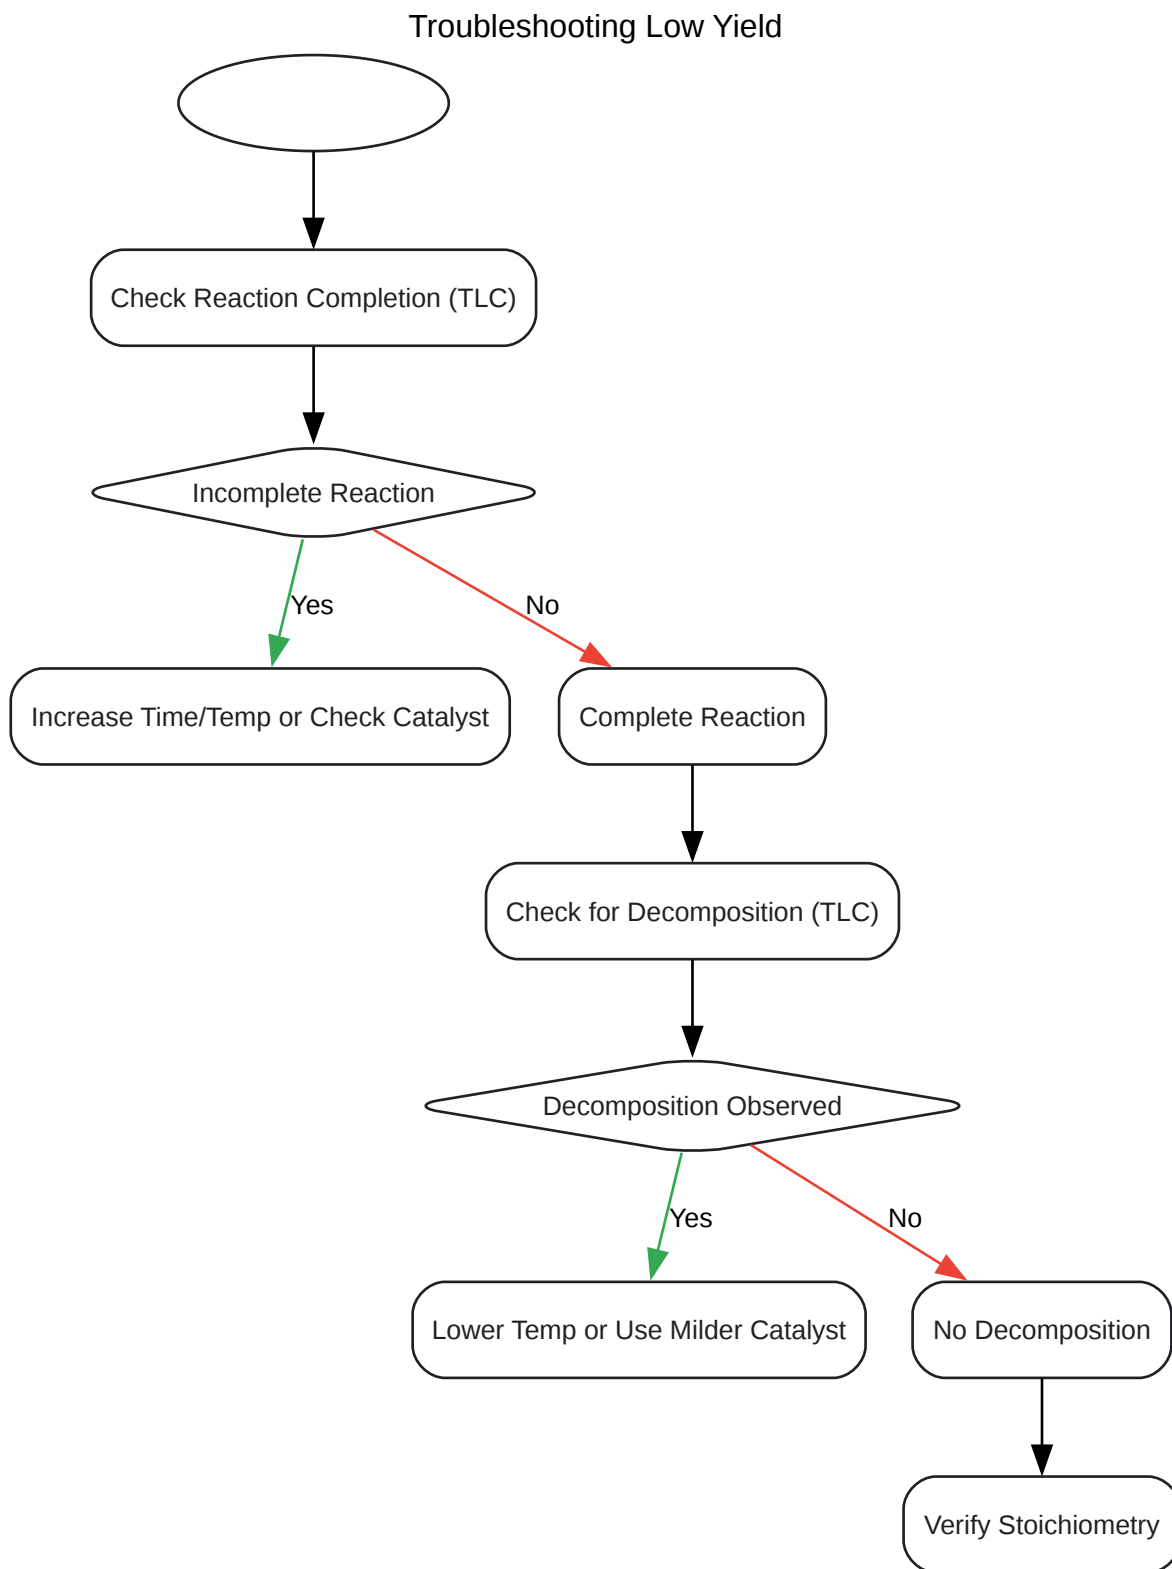 Troubleshooting Low Yield
Check Reaction Completion (TLC)
Incomplete Reaction
Yes
No
Increase Time/Temp or Check Catalyst
Complete Reaction
Check for Decomposition (TLC)
Decomposition Observed
Yes
No
Lower Temp or Use Milder Catalyst
No Decomposition
Verify Stoichiometry